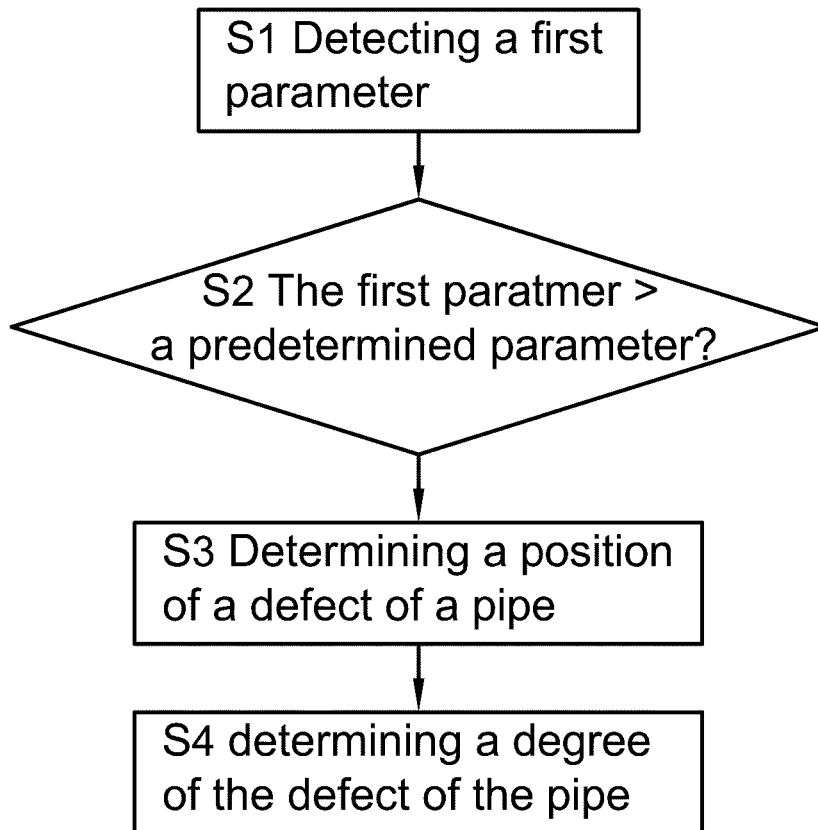 S1 Detecting a first
parameter
S2 The first paratmer >
a predetermined parameter?
S3 Determining a position
of a defect of a pipe
S4 determining a degree
of the defect of the pipe